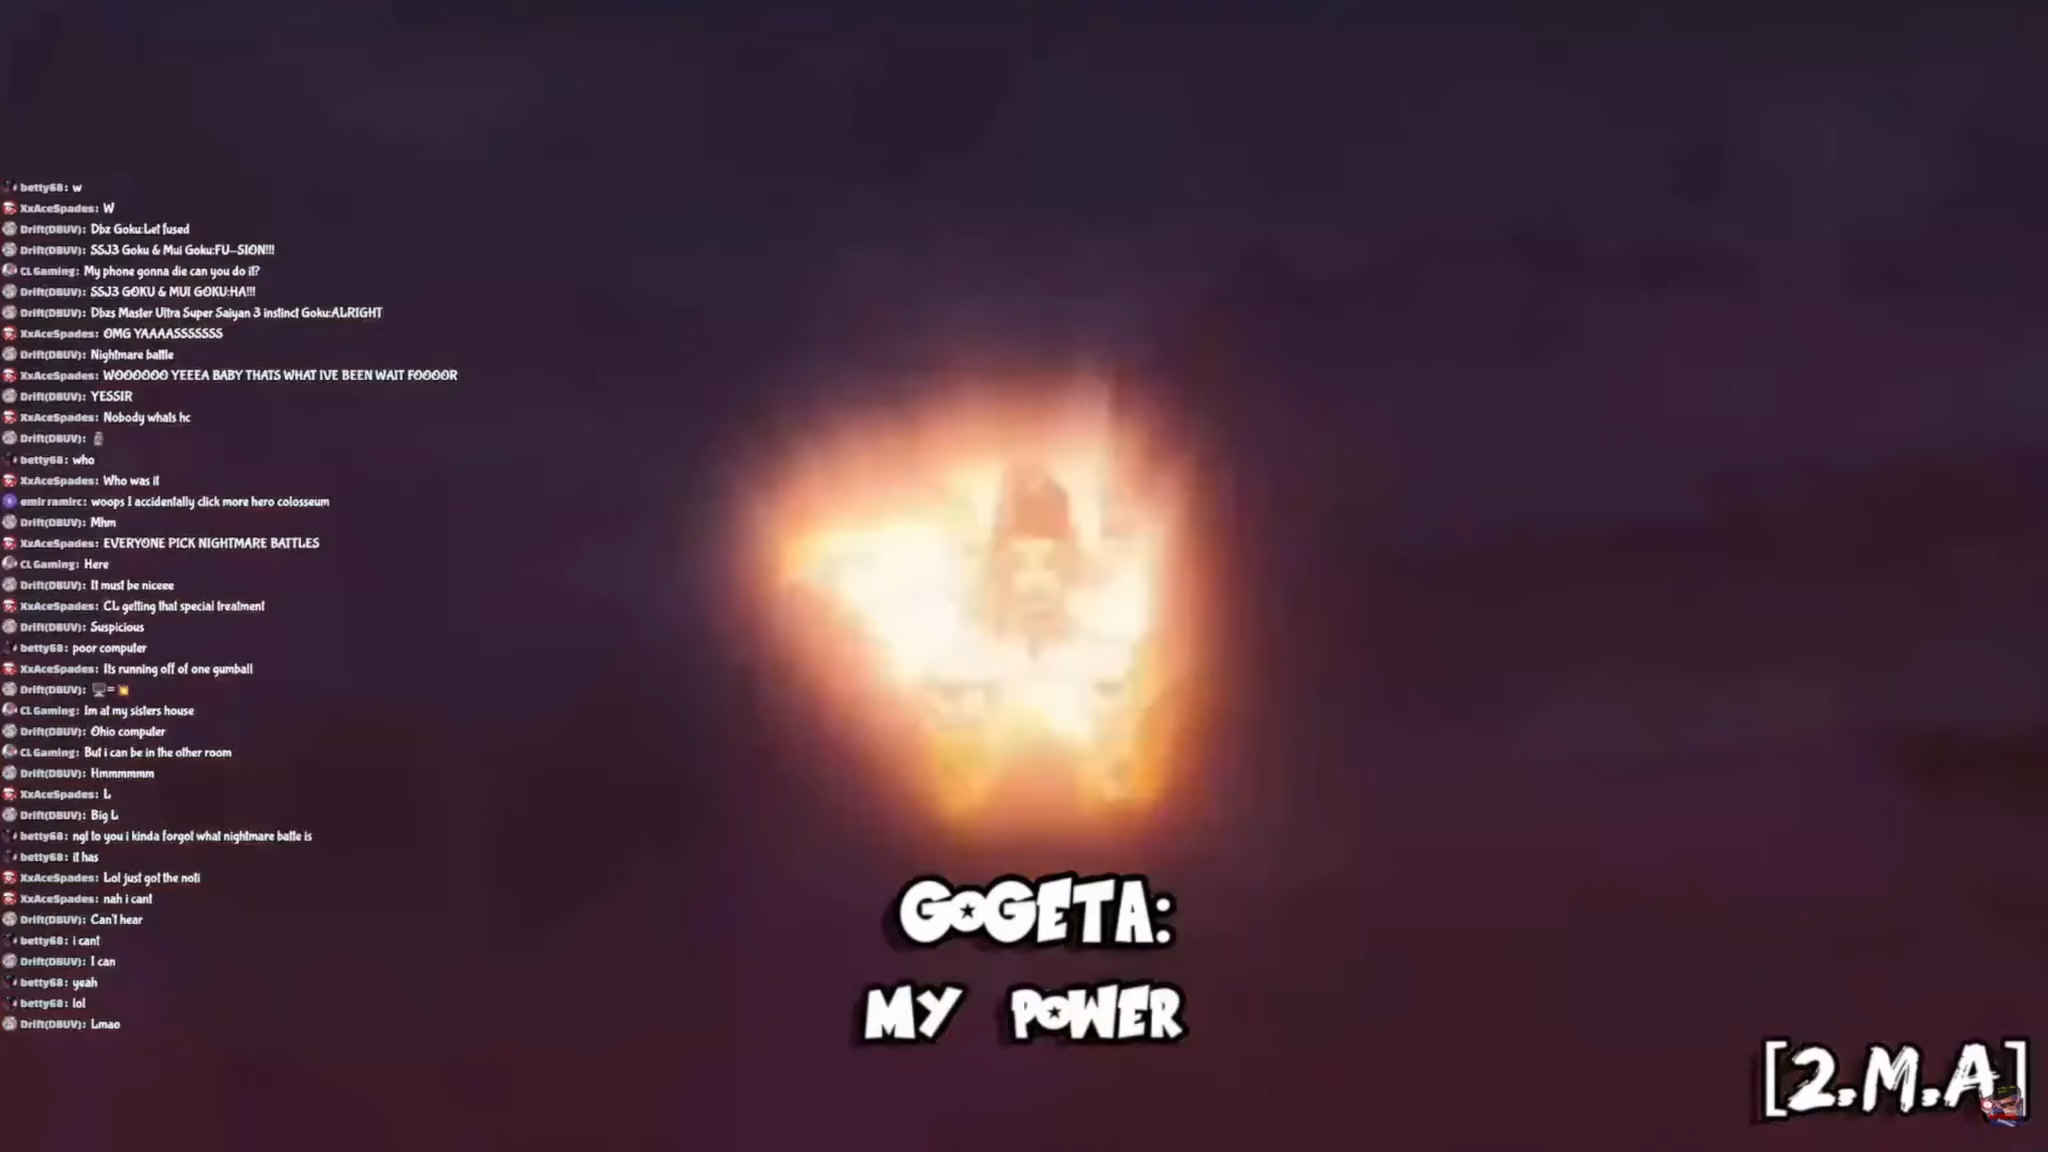 betty68: w
XxAceSpades: W
Drift(DBUV): Dbz Goku:Let fused
Drift(DBUV): SSJ3 Goku & Mui Goku:FU--SION!!!
CL Gaming: My phone gonna die can you do it?
Drift(DBUV): SSJ3 GOKU & MUI GOKU:HA!!!
Drift(DBUV): Dbzs Master Ultra Super Saiyan 3 instinct Goku:ALRIGHT
XxAceSpades: OMG YAAAASSSSSSS
Drift(DBUV): Nightmare battle
XxAceSpades: WOOOOOO YEEEA BABY THATS WHAT IVE BEEN WAIT FOOOOR
Drift(DBUV): YESSIR
XxAceSpades: Nobody whats hc
Drift(DBUV): 🗿
betty68: who
XxAceSpades: Who was it
emir ramirc: woops I accidentally click more hero colosseum
Drift(DBUV): Mhm
XxAceSpades: EVERYONE PICK NIGHTMARE BATTLES
CL Gaming: Here
Drift(DBUV): It must be niceee
XxAceSpades: CL getting that special treatment
Drift(DBUV): Suspicious
betty68: poor computer
XxAceSpades: Its running off of one gumball
Drift(DBUV): 🖥️=💥
CL Gaming: Im at my sisters house
Drift(DBUV): Ohio computer
CL Gaming: But i can be in the other room
Drift(DBUV): Hmmmmmm
XxAceSpades: L
Drift(DBUV): Big L
betty68: ngl to you i kinda forgot what nightmare batle is
betty68: it has
XxAceSpades: Lol just got the noti
XxAceSpades: nah i cant
Drift(DBUV): Can't hear
betty68: i cant
Drift(DBUV): I can
betty68: yeah
betty68: lol
Drift(DBUV): Lmao
GOGETA:
MY POWER
[2.M.A]